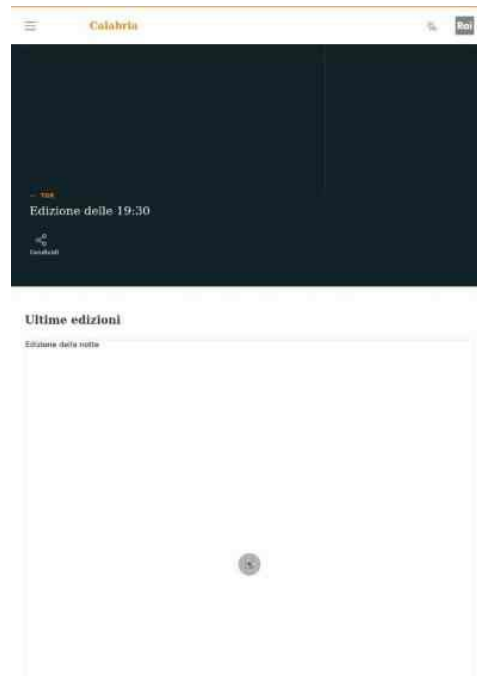 Calabria
Rai
TGR
Edizione delle 19:30
Condividi
Ultime edizioni
Edizione della notte